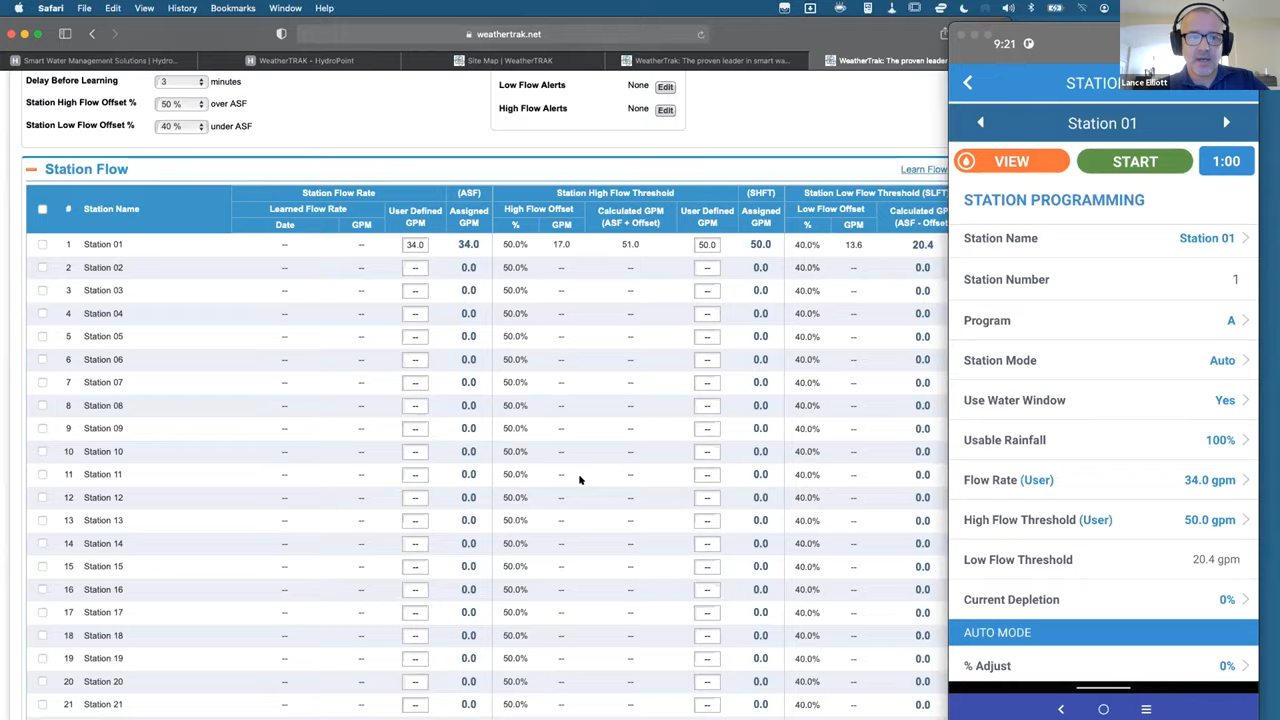 Safari File Edit View History Bookmarks Window Help
weathertrak.net
Smart Water Management Solutions | Hydro... WeatherTRAK - HydroPoint Site Map | WeatherTRAK WeatherTrak: The proven leader in smart wa... WeatherTrak: The proven leader
Delay Before Learning 3 minutes
Station High Flow Offset % 50 % over ASF
Station Low Flow Offset % 40 % under ASF
Low Flow Alerts None Edit
High Flow Alerts None Edit
Station Flow Learn Flow
Station Flow Rate (ASF) Station High Flow Threshold (SHFT) Station Low Flow Threshold (SLFT)
# Station Name Learned Flow Rate User Defined Assigned High Flow Offset Calculated GPM User Defined Assigned Low Flow Offset Calculated GPM
Date GPM GPM GPM % GPM (ASF + Offset) GPM GPM % GPM (ASF - Offset)
1 Station 01 -- -- 34.0 34.0 50.0% 17.0 51.0 50.0 50.0 40.0% 13.6 20.4
2 Station 02 -- -- -- 0.0 50.0% -- -- -- 0.0 40.0% -- 0.0
3 Station 03 -- -- -- 0.0 50.0% -- -- -- 0.0 40.0% -- 0.0
4 Station 04 -- -- -- 0.0 50.0% -- -- -- 0.0 40.0% -- 0.0
5 Station 05 -- -- -- 0.0 50.0% -- -- -- 0.0 40.0% -- 0.0
6 Station 06 -- -- -- 0.0 50.0% -- -- -- 0.0 40.0% -- 0.0
7 Station 07 -- -- -- 0.0 50.0% -- -- -- 0.0 40.0% -- 0.0
8 Station 08 -- -- -- 0.0 50.0% -- -- -- 0.0 40.0% -- 0.0
9 Station 09 -- -- -- 0.0 50.0% -- -- -- 0.0 40.0% -- 0.0
10 Station 10 -- -- -- 0.0 50.0% -- -- -- 0.0 40.0% -- 0.0
11 Station 11 -- -- -- 0.0 50.0% -- -- -- 0.0 40.0% -- 0.0
12 Station 12 -- -- -- 0.0 50.0% -- -- -- 0.0 40.0% -- 0.0
13 Station 13 -- -- -- 0.0 50.0% -- -- -- 0.0 40.0% -- 0.0
14 Station 14 -- -- -- 0.0 50.0% -- -- -- 0.0 40.0% -- 0.0
15 Station 15 -- -- -- 0.0 50.0% -- -- -- 0.0 40.0% -- 0.0
16 Station 16 -- -- -- 0.0 50.0% -- -- -- 0.0 40.0% -- 0.0
17 Station 17 -- -- -- 0.0 50.0% -- -- -- 0.0 40.0% -- 0.0
18 Station 18 -- -- -- 0.0 50.0% -- -- -- 0.0 40.0% -- 0.0
19 Station 19 -- -- -- 0.0 50.0% -- -- -- 0.0 40.0% -- 0.0
20 Station 20 -- -- -- 0.0 50.0% -- -- -- 0.0 40.0% -- 0.0
21 Station 21 -- -- -- 0.0 50.0% -- -- -- 0.0 40.0% -- 0.0
9:21
Lance Elliott
Station 01
VIEW START 1:00
STATION PROGRAMMING
Station Name Station 01
Station Number 1
Program A
Station Mode Auto
Use Water Window Yes
Usable Rainfall 100%
Flow Rate (User) 34.0 gpm
High Flow Threshold (User) 50.0 gpm
Low Flow Threshold 20.4 gpm
Current Depletion 0%
AUTO MODE
% Adjust 0%